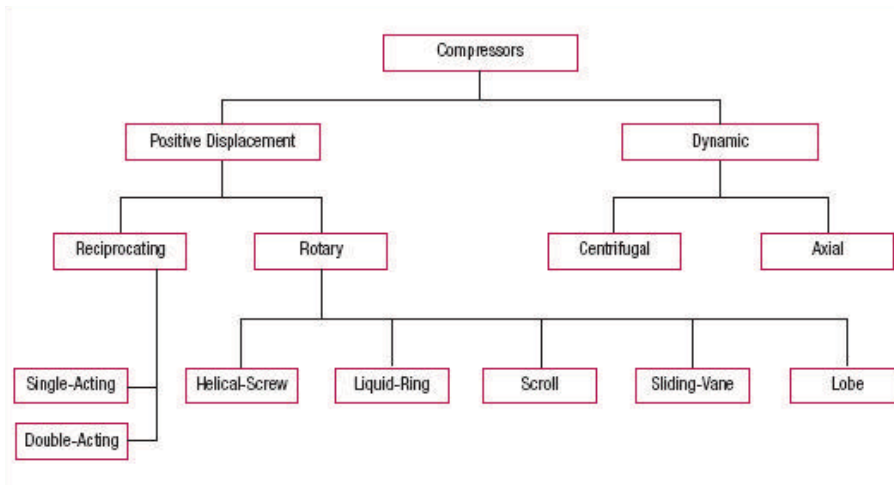 Compressors
Positive Displacement
Dynamic
Reciprocating
Rotary
Centrifugal
Axial
Single-Acting
Helical-Screw
Liquid-Ring
Scroll
Sliding-Vane
Lobe
Double-Acting